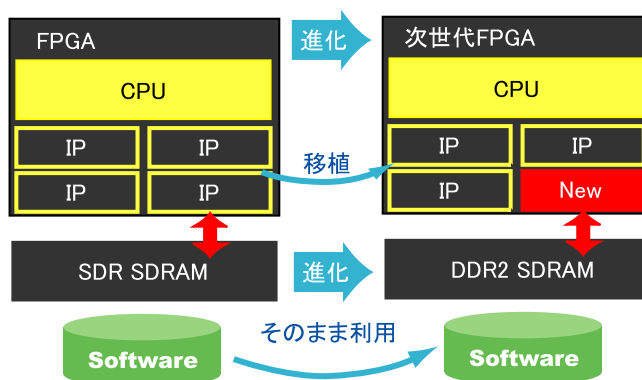 FPGA
進化
次世代FPGA
CPU
CPU
IP
IP
IP
IP
移植
IP
IP
IP
New
SDR SDRAM
進化
DDR2 SDRAM
そのまま利用
Software
Software